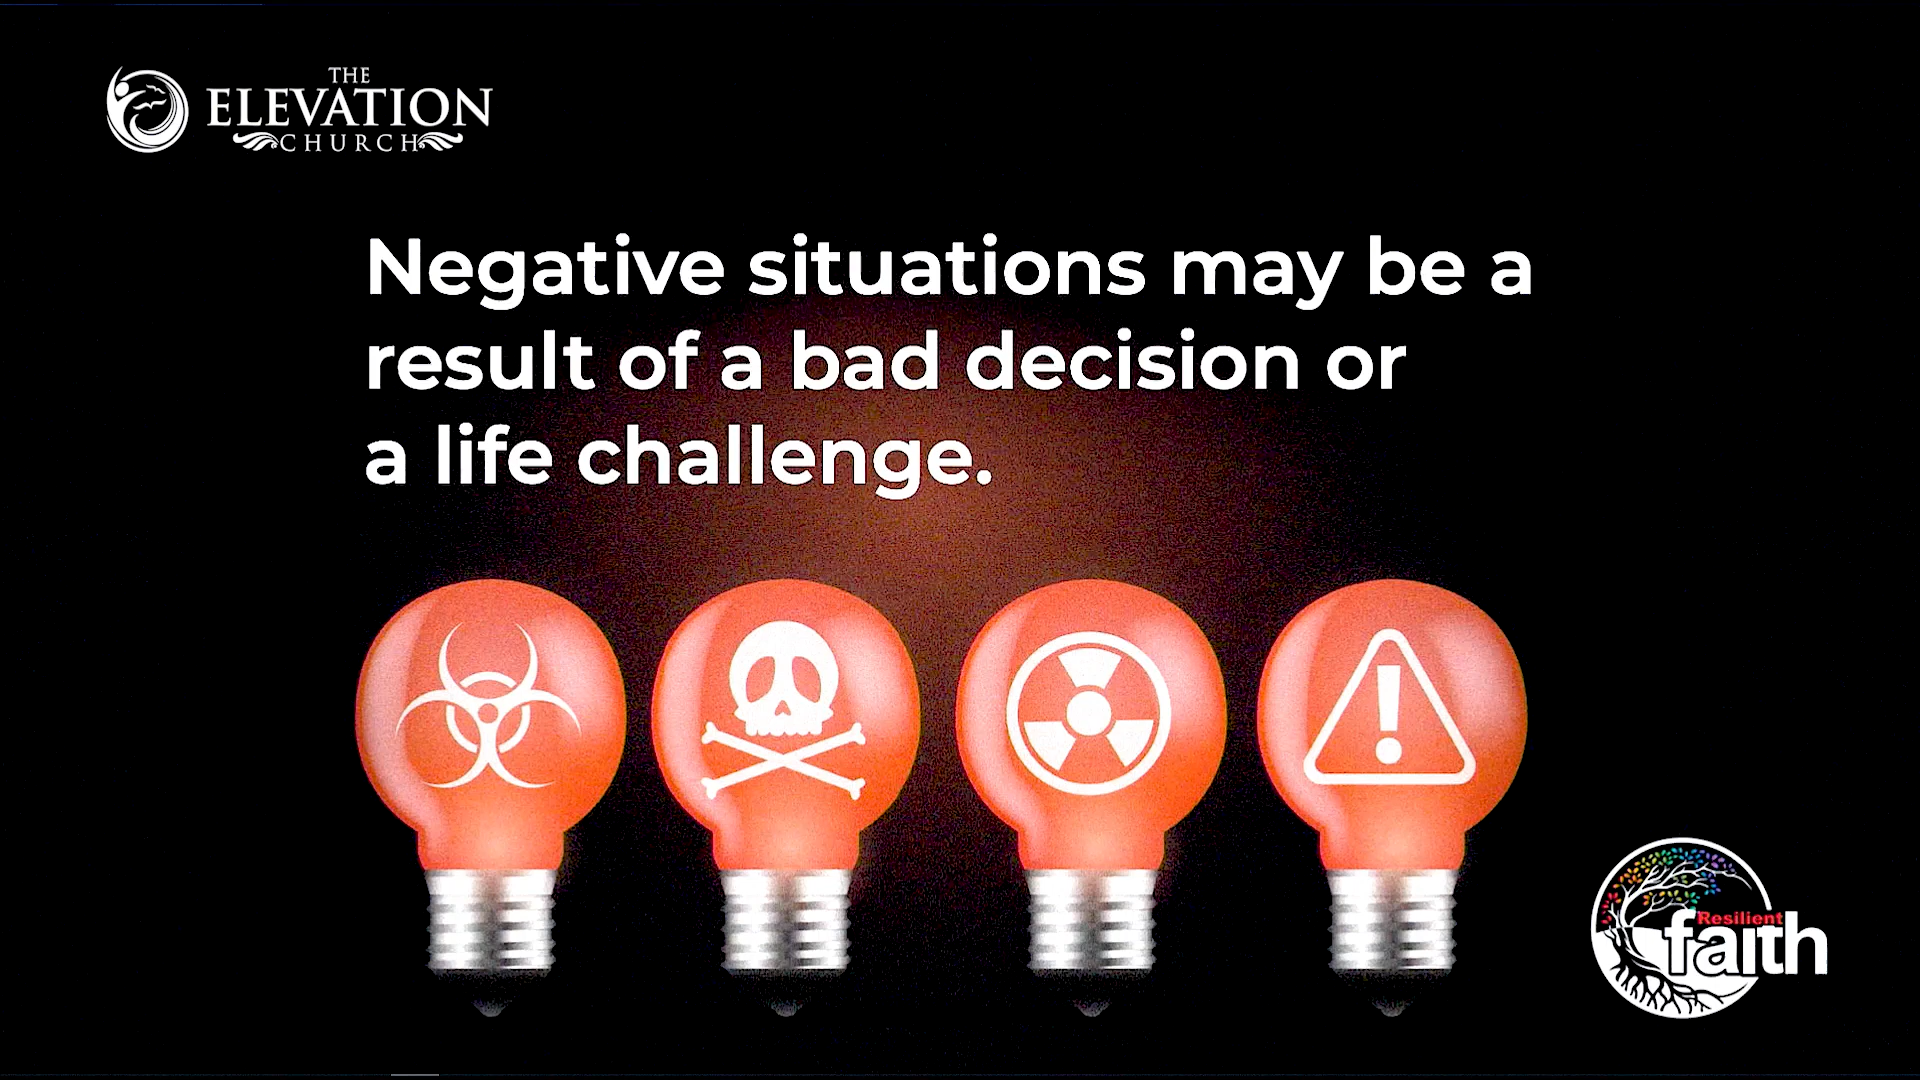 THE
ELEVATION
CHURCH
Negative situations may be a
result of a bad decision or
a life challenge.
Resilient
faith